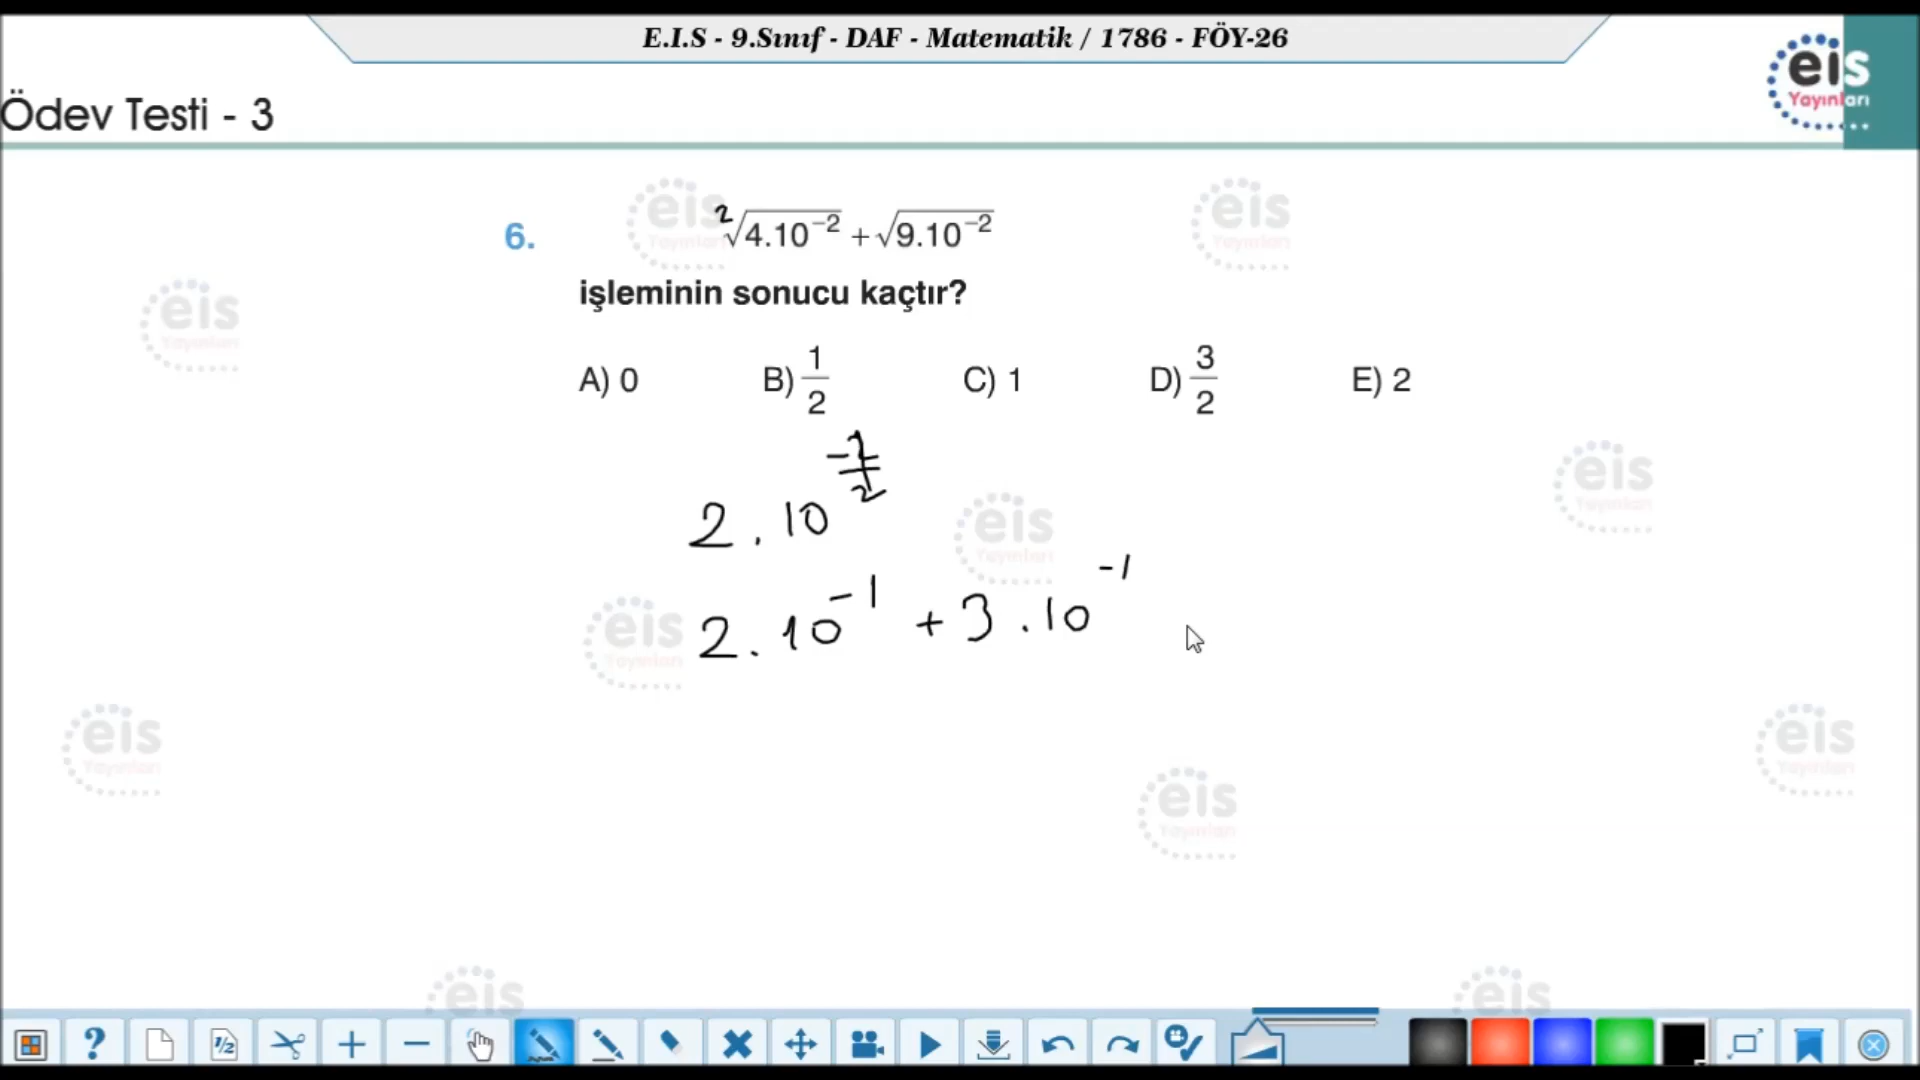 E.I.S - 9.Sınıf - DAF - Matematik / 1786 - FÖY-26
eis
Yayınları
Ödev Testi - 3
6. ²√4.10⁻² + √9.10⁻²
işleminin sonucu kaçtır?
A) 0 B) 1/2 C) 1 D) 3/2 E) 2
2 . 10^(-2/2)
2 . 10⁻¹ + 3 . 10⁻¹